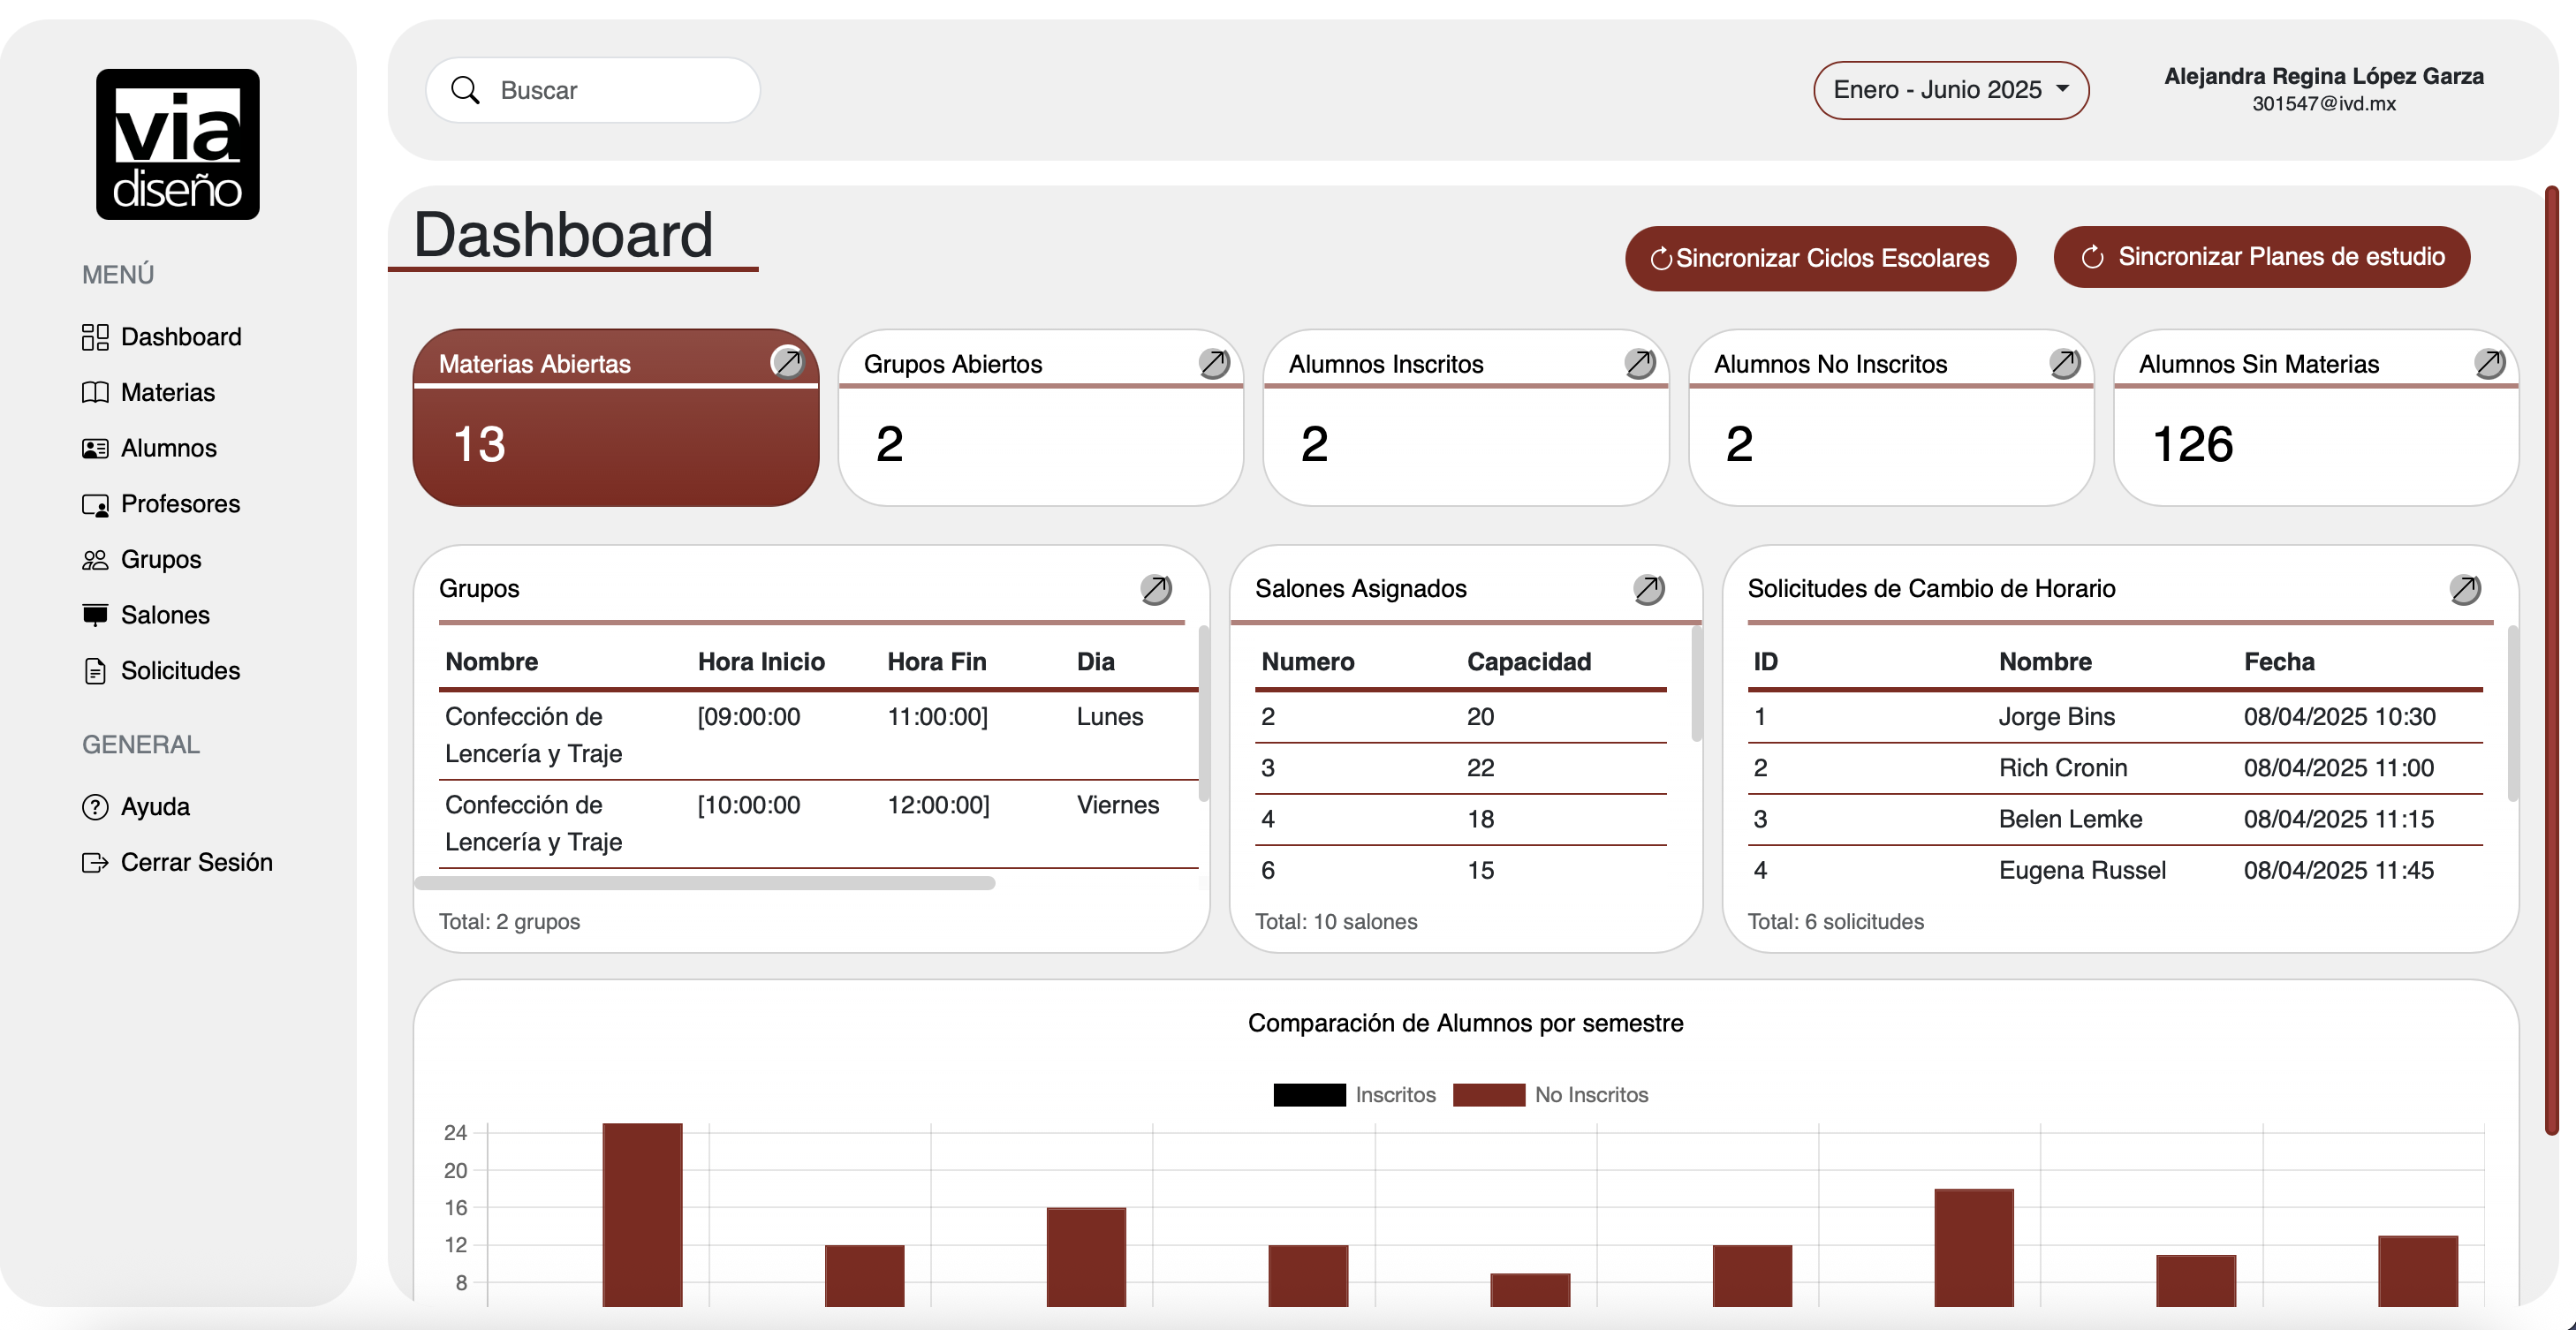 via
diseño
MENÚ
Dashboard
Materias
Alumnos
Profesores
Grupos
Salones
Solicitudes
GENERAL
Ayuda
Cerrar Sesión
Buscar
Enero - Junio 2025
Alejandra Regina López Garza
301547@ivd.mx
Dashboard
Sincronizar Ciclos Escolares
Sincronizar Planes de estudio
Materias Abiertas
13
Grupos Abiertos
2
Alumnos Inscritos
2
Alumnos No Inscritos
2
Alumnos Sin Materias
126
Grupos
Nombre Hora Inicio Hora Fin Dia
Confección de [09:00:00 11:00:00] Lunes
Lencería y Traje
Confección de [10:00:00 12:00:00] Viernes
Lencería y Traje
Total: 2 grupos
Salones Asignados
Numero Capacidad
2 20
3 22
4 18
6 15
Total: 10 salones
Solicitudes de Cambio de Horario
ID Nombre Fecha
1 Jorge Bins 08/04/2025 10:30
2 Rich Cronin 08/04/2025 11:00
3 Belen Lemke 08/04/2025 11:15
4 Eugena Russel 08/04/2025 11:45
Total: 6 solicitudes
Comparación de Alumnos por semestre
Inscritos No Inscritos
24
20
16
12
8